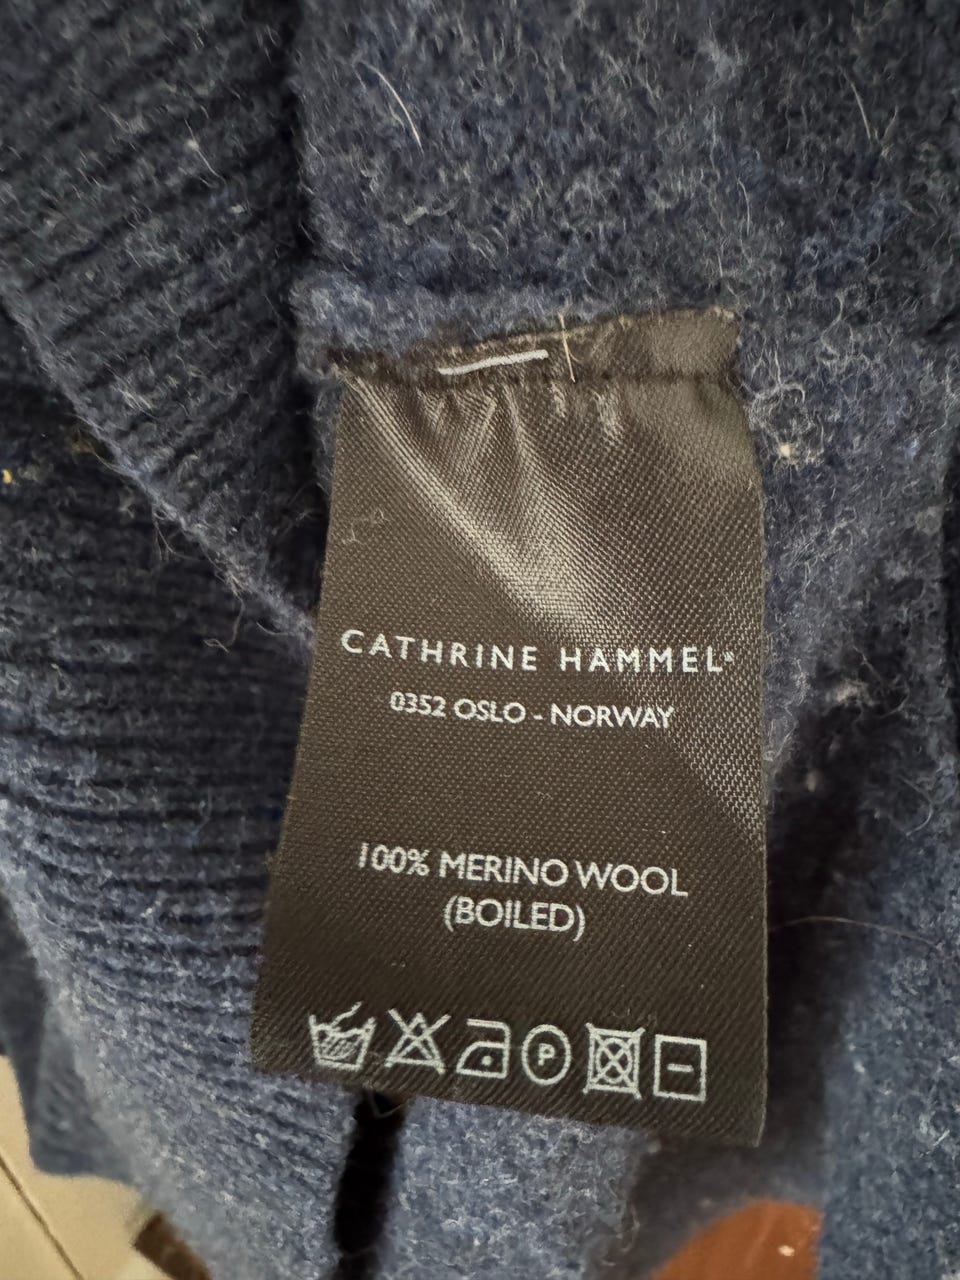 CATHRINE HAMMEL®
0352 OSLO - NORWAY
100% MERINO WOOL
(BOILED)
P